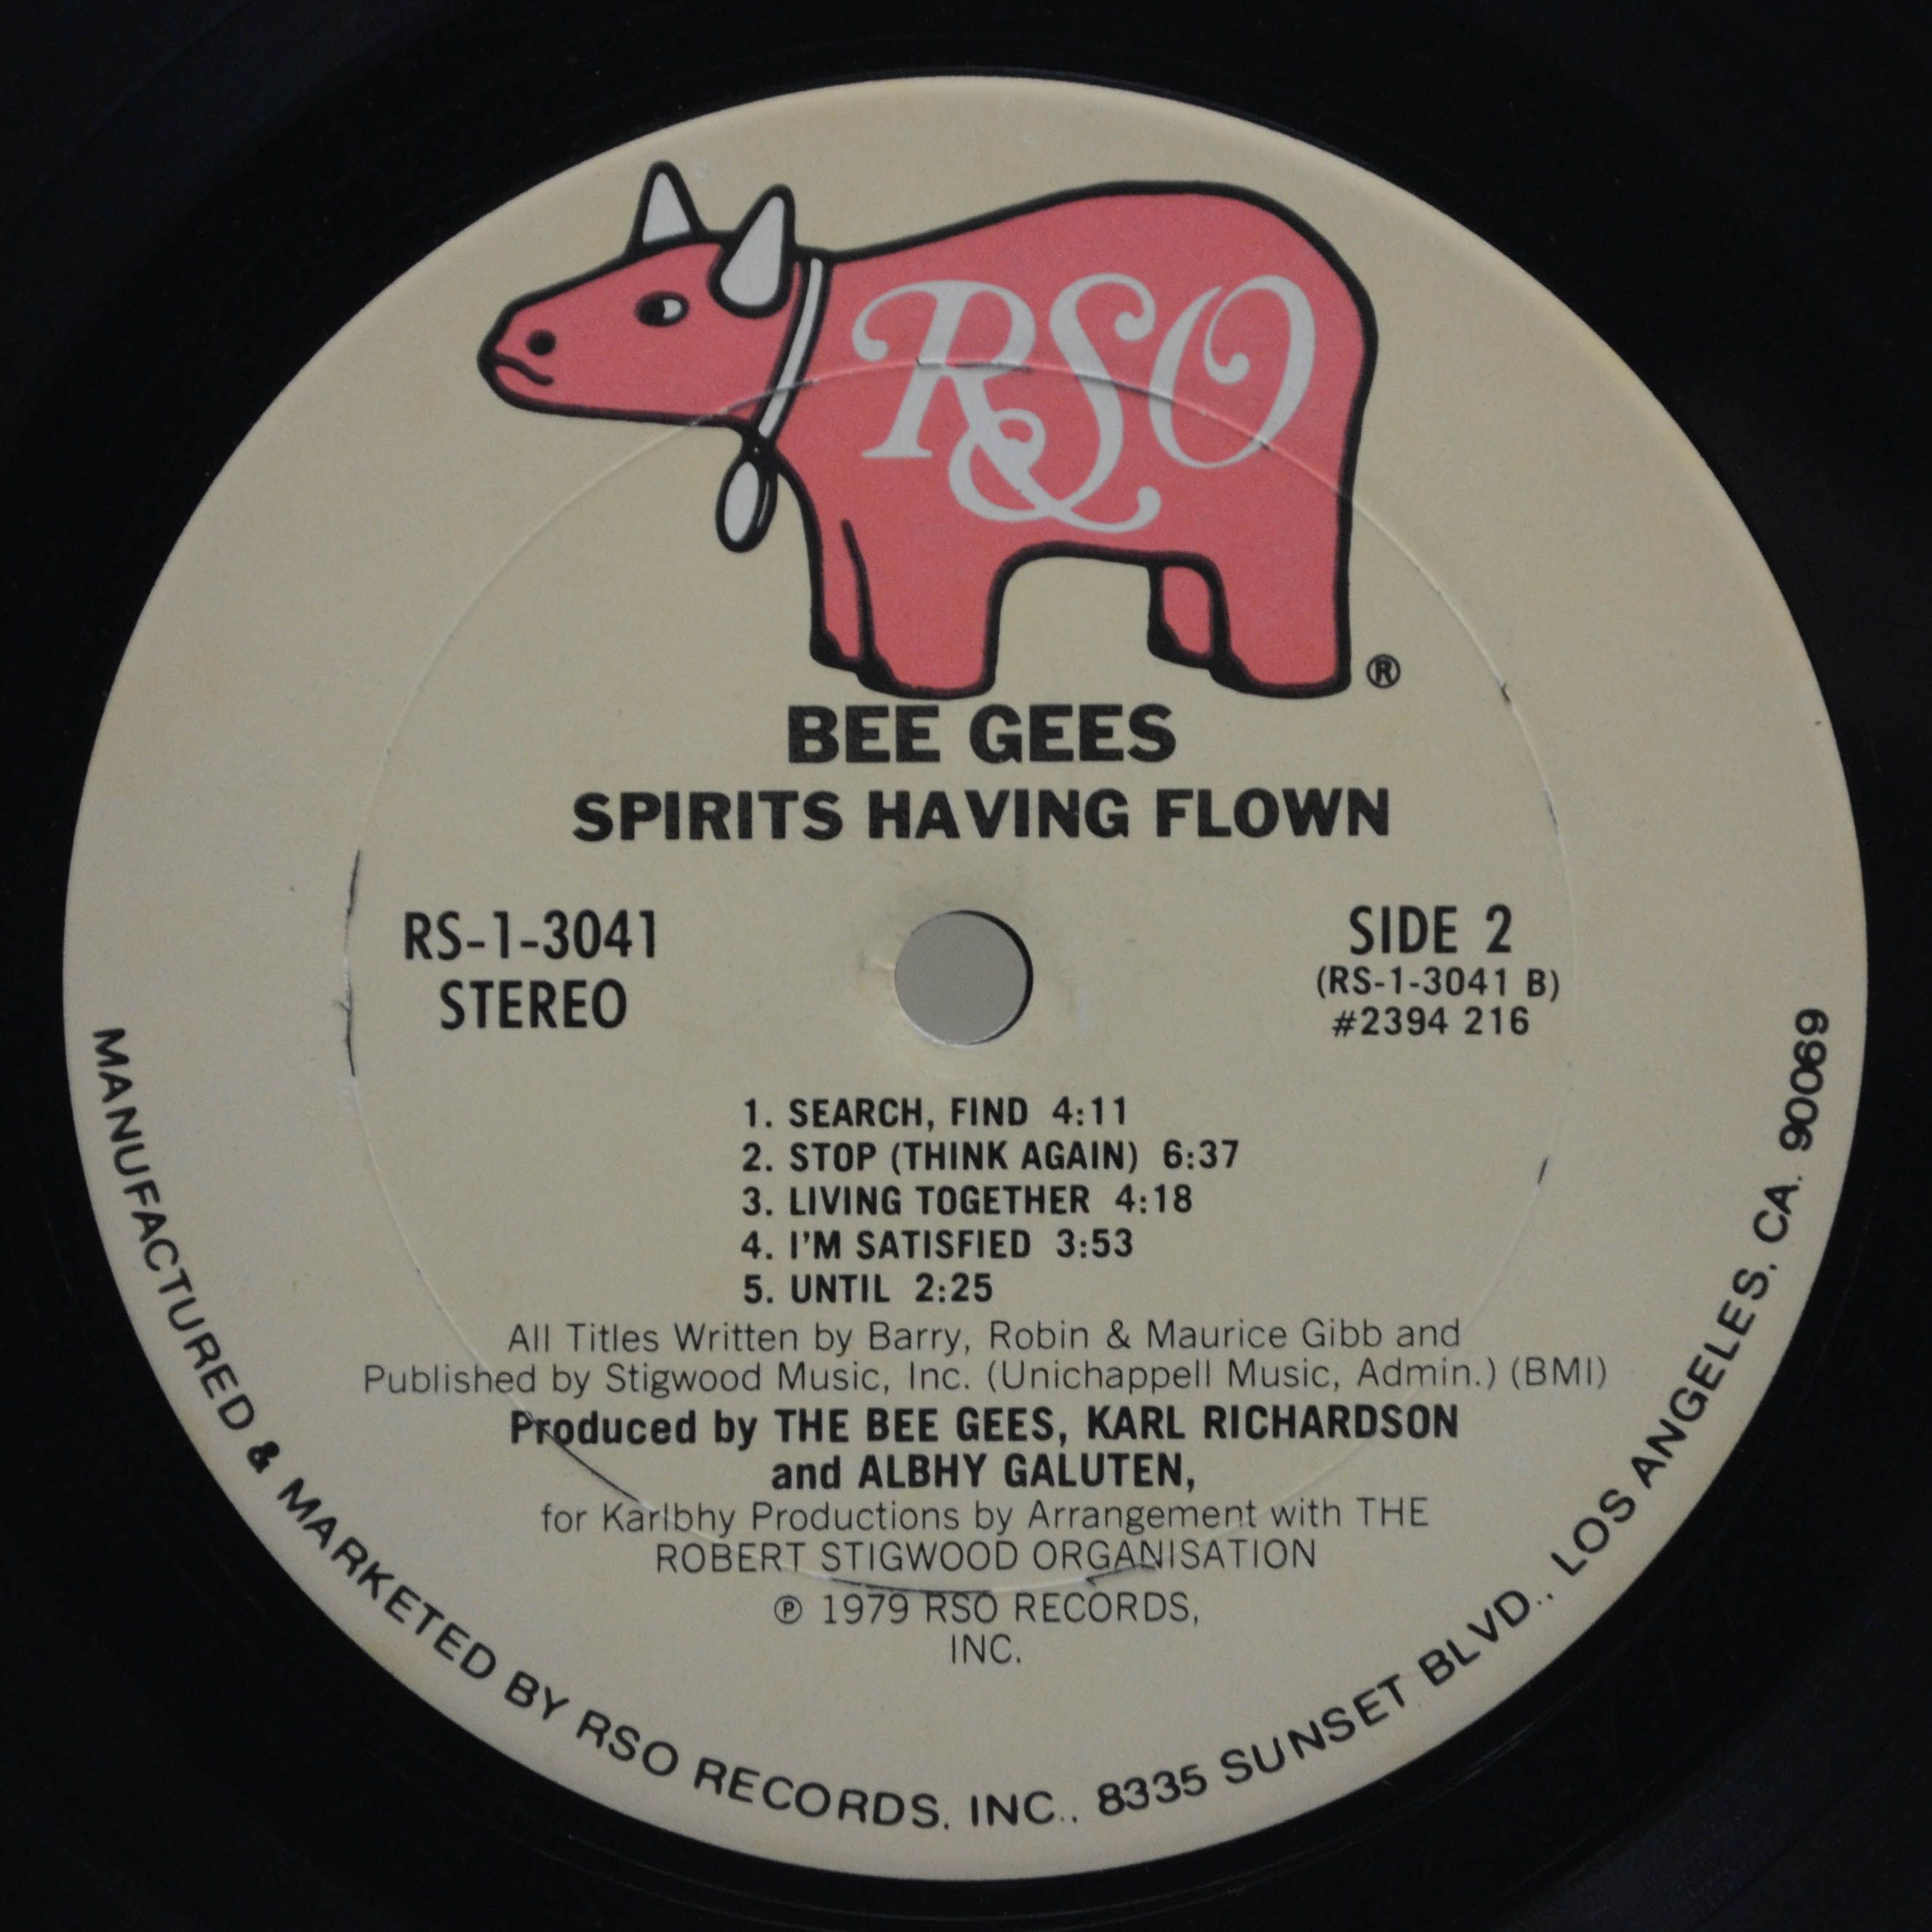 RSO
®
BEE GEES
SPIRITS HAVING FLOWN
RS-1-3041
STEREO
SIDE 2
(RS-1-3041 B)
#2394 216
1. SEARCH, FIND 4:11
2. STOP (THINK AGAIN) 6:37
3. LIVING TOGETHER 4:18
4. I'M SATISFIED 3:53
5. UNTIL 2:25
All Titles Written by Barry, Robin & Maurice Gibb and
Published by Stigwood Music, Inc. (Unichappell Music, Admin.) (BMI)
Produced by THE BEE GEES, KARL RICHARDSON
and ALBHY GALUTEN,
for Karlbhy Productions by Arrangement with THE
ROBERT STIGWOOD ORGANISATION
℗ 1979 RSO RECORDS,
INC.
MANUFACTURED & MARKETED BY RSO RECORDS, INC., 8335 SUNSET BLVD., LOS ANGELES, CA. 90069